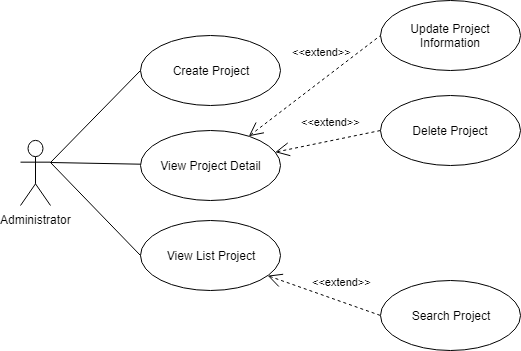 Update Project
Information
<<extend>>
Create Project
<<extend>>
Delete Project
View Project Detail
Administrator
View List Project
<<extend>>
Search Project